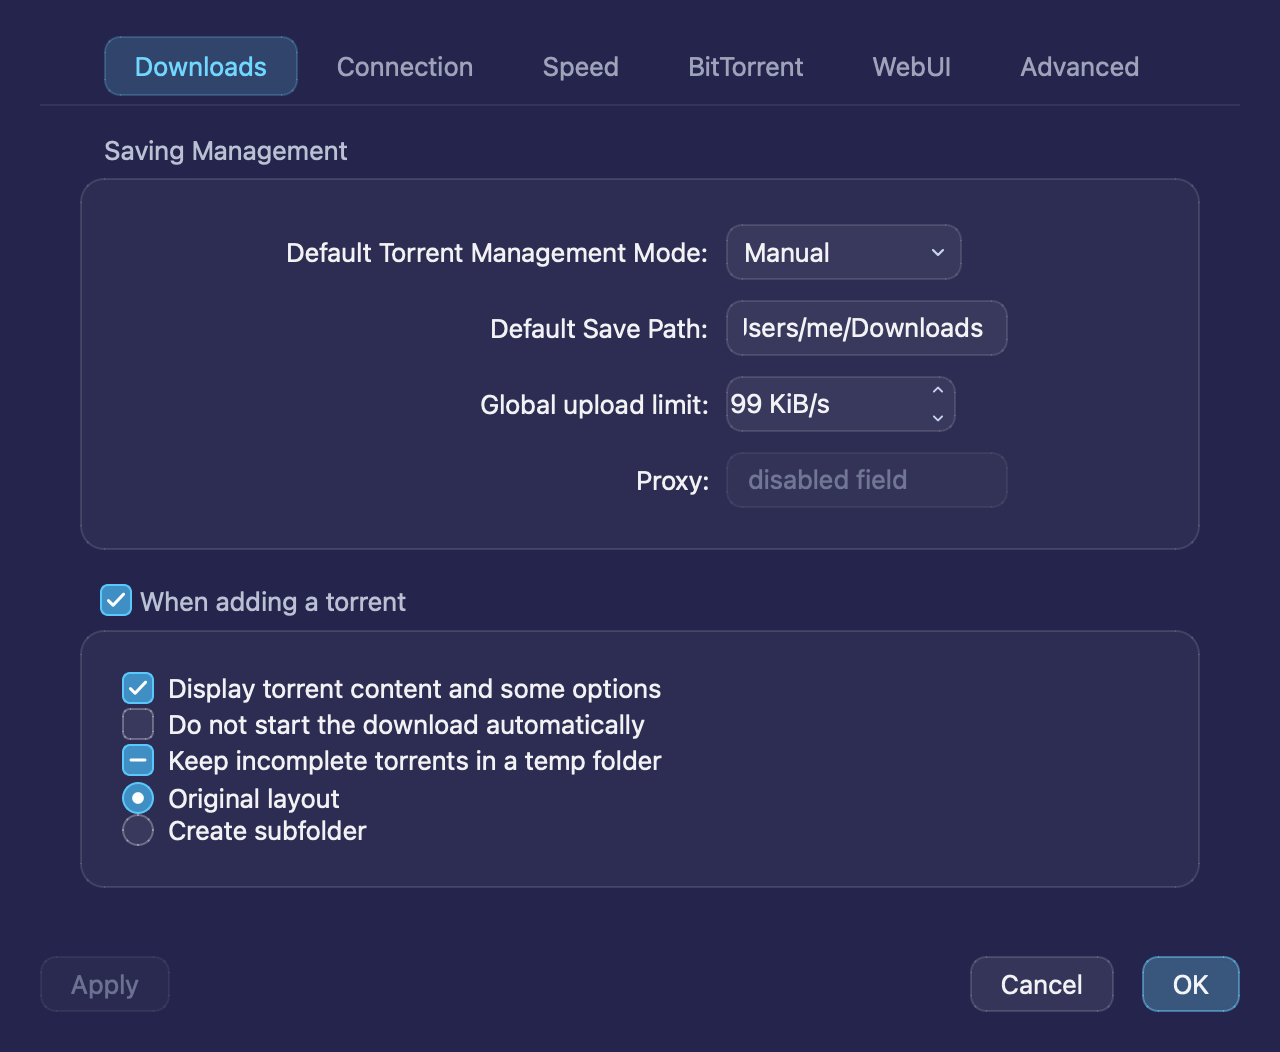 Downloads Connection Speed BitTorrent WebUI Advanced
Saving Management
Default Torrent Management Mode: Manual
Default Save Path: sers/me/Downloads
Global upload limit: 99 KiB/s
Proxy: disabled field
When adding a torrent
Display torrent content and some options
Do not start the download automatically
Keep incomplete torrents in a temp folder
Original layout
Create subfolder
Apply Cancel OK